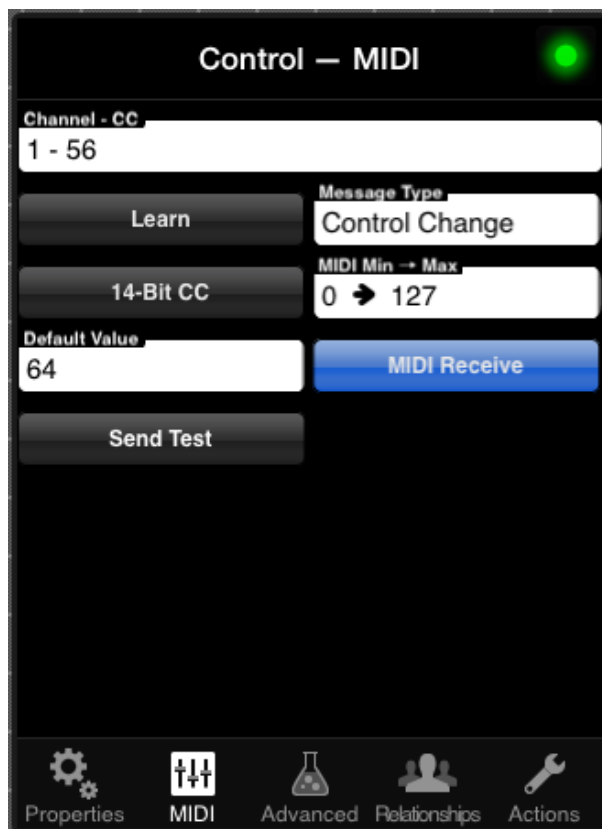 Control — MIDI
Channel - CC
1 - 56
Learn
Message Type
Control Change
14-Bit CC
MIDI Min → Max
0 ➔ 127
Default Value
64
MIDI Receive
Send Test
Properties
MIDI
Advanced
Relationships
Actions